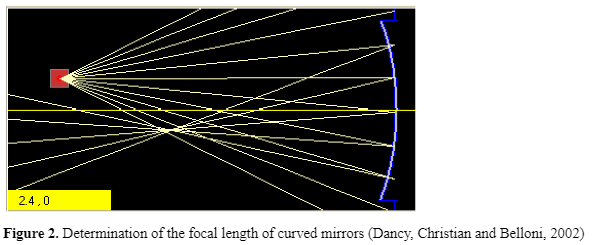 2.4 , 0
Figure 2. Determination of the focal length of curved mirrors (Dancy, Christian and Belloni, 2002)